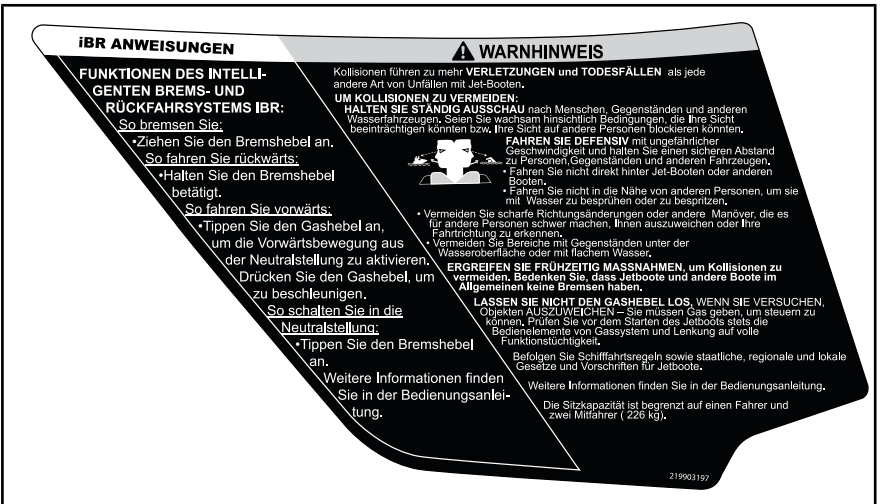 iBR ANWEISUNGEN
FUNKTIONEN DES INTELLI-
GENTEN BREMS- UND
RÜCKFAHRSYSTEMS IBR:
So bremsen Sie:
•Ziehen Sie den Bremshebel an.
So fahren Sie rückwärts:
•Halten Sie den Bremshebel
betätigt.
So fahren Sie vorwärts:
•Tippen Sie den Gashebel an,
um die Vorwärtsbewegung aus
der Neutralstellung zu aktivieren.
Drücken Sie den Gashebel, um
zu beschleunigen.
So schalten Sie in die
Neutralstellung:
•Tippen Sie den Bremshebel
an.
Weitere Informationen finden
Sie in der Bedienungsanlei-
tung.
WARNHINWEIS
Kollisionen führen zu mehr VERLETZUNGEN und TODESFÄLLEN als jede
andere Art von Unfällen mit Jet-Booten.
UM KOLLISIONEN ZU VERMEIDEN:
HALTEN SIE STÄNDIG AUSSCHAU nach Menschen, Gegenständen und anderen
Wasserfahrzeugen. Seien Sie wachsam hinsichtlich Bedingungen, die Ihre Sicht
beeinträchtigen könnten bzw. Ihre Sicht auf andere Personen blockieren könnten.
FAHREN SIE DEFENSIV mit ungefährlicher
Geschwindigkeit und halten Sie einen sicheren Abstand
zu Personen,Gegenständen und anderen Fahrzeugen.
• Fahren Sie nicht direkt hinter Jet-Booten oder anderen
Booten.
• Fahren Sie nicht in die Nähe von anderen Personen, um sie
mit Wasser zu besprühen oder zu bespritzen.
• Vermeiden Sie scharfe Richtungsänderungen oder andere Manöver, die es
für andere Personen schwer machen, Ihnen auszuweichen oder Ihre
Fahrtrichtung zu erkennen.
• Vermeiden Sie Bereiche mit Gegenständen unter der
Wasseroberfläche oder mit flachem Wasser.
ERGREIFEN SIE FRÜHZEITIG MASSNAHMEN, um Kollisionen zu
vermeiden. Bedenken Sie, dass Jetboote und andere Boote im
Allgemeinen keine Bremsen haben.
LASSEN SIE NICHT DEN GASHEBEL LOS, WENN SIE VERSUCHEN,
Objekten AUSZUWEICHEN – Sie müssen Gas geben, um steuern zu
können. Prüfen Sie vor dem Starten des Jetboots stets die
Bedienelemente von Gassystem und Lenkung auf volle
Funktionstüchtigkeit.
Befolgen Sie Schifffahrtsregeln sowie staatliche, regionale und lokale
Gesetze und Vorschriften für Jetboote.
Weitere Informationen finden Sie in der Bedienungsanleitung.
Die Sitzkapazität ist begrenzt auf einen Fahrer und
zwei Mitfahrer ( 226 kg).
219903197